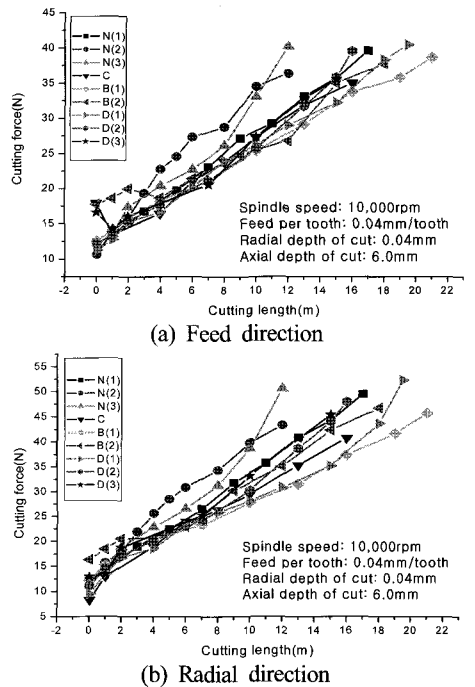 45
40
35
30
25
20
15
10
Cutting force(N)
N(1)
N(2)
N(3)
C
B(1)
B(2)
D(1)
D(2)
D(3)
Spindle speed: 10,000rpm
Feed per tooth: 0.04mm/tooth
Radial depth of cut: 0.04mm
Axial depth of cut: 6.0mm
-2 0 2 4 6 8 10 12 14 16 18 20 22
Cutting length(m)
(a) Feed direction
55
50
45
40
35
30
25
20
15
10
5
Cutting force(N)
N(1)
N(2)
N(3)
C
B(1)
B(2)
D(1)
D(2)
D(3)
Spindle speed: 10,000rpm
Feed per tooth: 0.04mm/tooth
Radial depth of cut: 0.04mm
Axial depth of cut: 6.0mm
-2 0 2 4 6 8 10 12 14 16 18 20 22
Cutting length(m)
(b) Radial direction